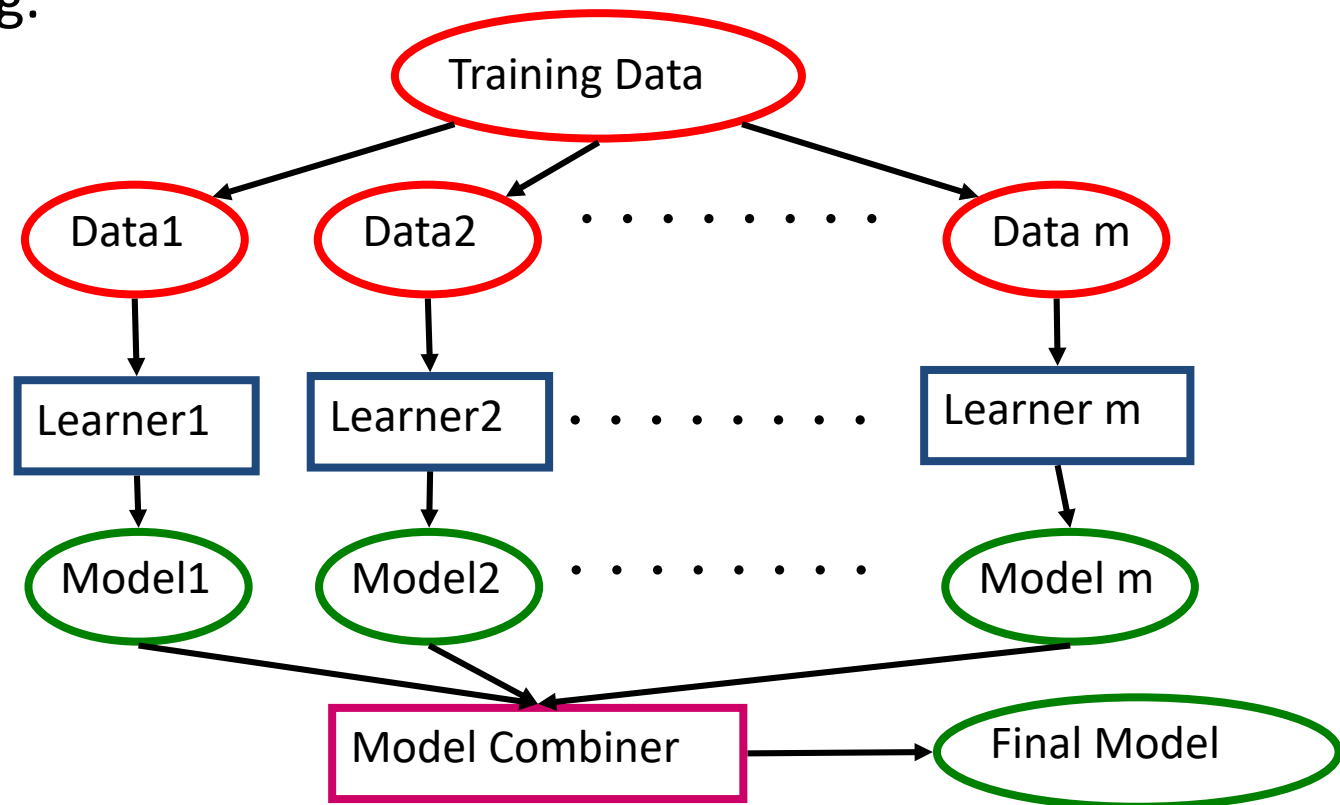 g.
Training Data
Data1
Data2
Data m
Learner1
Learner2
Learner m
Model1
Model2
Model m
Model Combiner
Final Model